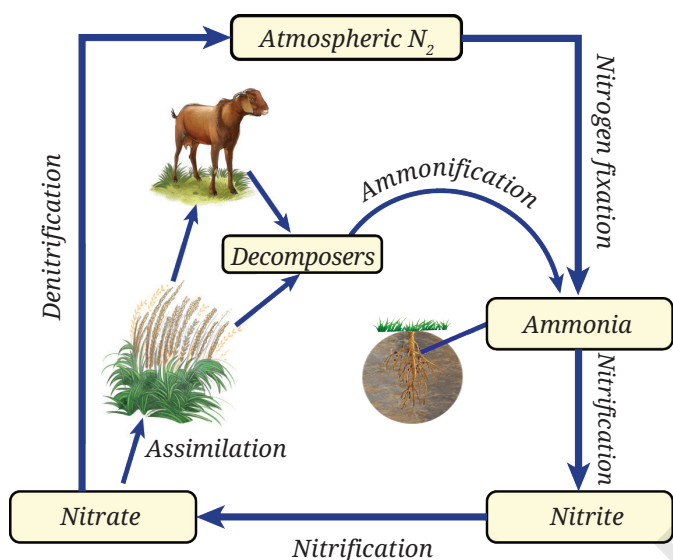 Atmospheric N₂
Nitrogen fixation
Ammonification
Denitrification
Decomposers
Ammonia
Nitrification
Assimilation
Nitrate
Nitrite
Nitrification